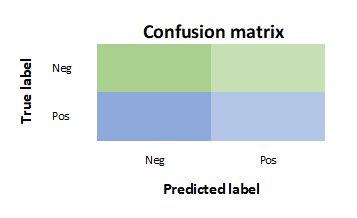 Confusion matrix
True label
Neg
Pos
Neg Pos
Predicted label